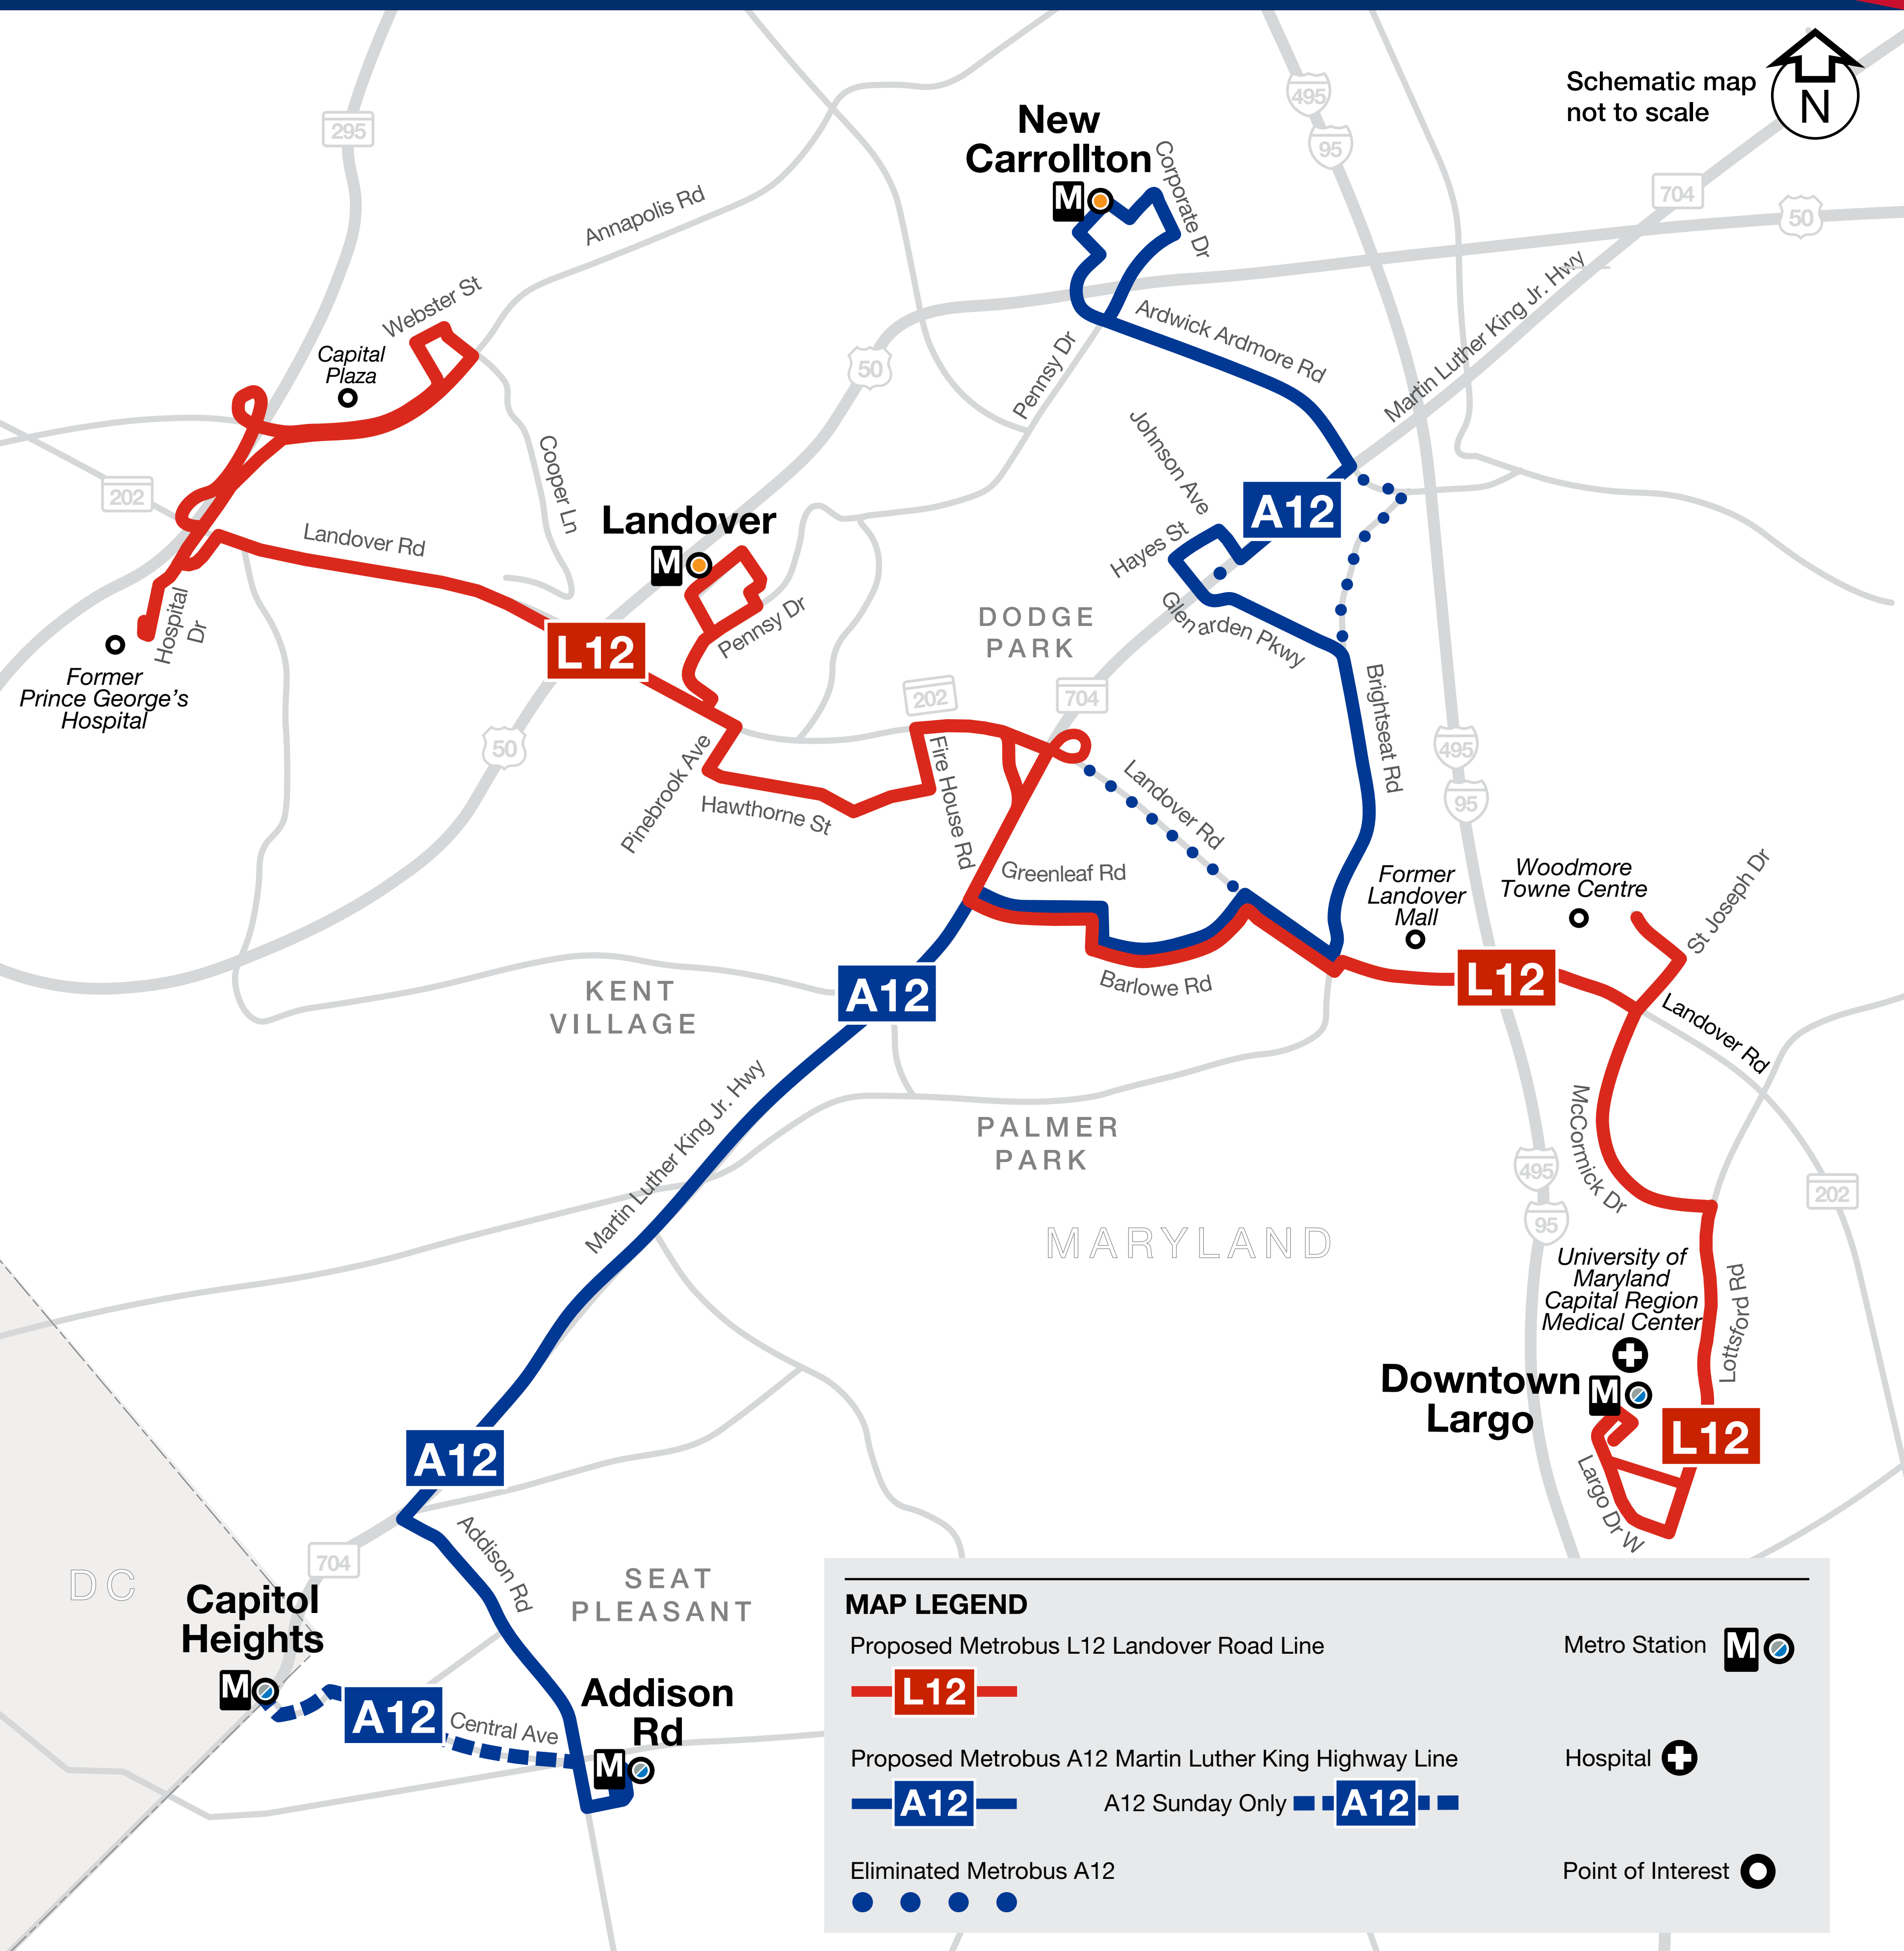 Schematic map
not to scale
N
New
Carrollton
M
Corporate Dr
295
495
95
704
50
Annapolis Rd
Webster St
Capital
Plaza
50
Ardwick Ardmore Rd
Martin Luther King Jr. Hwy
Pennsy Dr
Johnson Ave
Cooper Ln
202
Landover
M
Landover Rd
A12
Hayes St
Glenarden Pkwy
Hospital
Dr
Former
Prince George's
Hospital
L12
Pennsy Dr
DODGE
PARK
202
704
Brightseat Rd
495
95
50
Pinebrook Ave
Hawthorne St
Fire House Rd
Landover Rd
Greenleaf Rd
Barlowe Rd
Former
Landover
Mall
Woodmore
Towne Centre
St Joseph Dr
L12
Landover Rd
KENT
VILLAGE
A12
Martin Luther King Jr. Hwy
PALMER
PARK
McCormick Dr
495
95
202
MARYLAND
University of
Maryland
Capital Region
Medical Center
Lottsford Rd
Downtown
Largo
M
L12
Largo Dr W
A12
Addison Rd
704
DC
SEAT
PLEASANT
Capitol
Heights
M
A12
Central Ave
Addison
Rd
M
MAP LEGEND
Proposed Metrobus L12 Landover Road Line
L12
Metro Station M
Proposed Metrobus A12 Martin Luther King Highway Line
A12
A12 Sunday Only A12
Hospital
Eliminated Metrobus A12
Point of Interest